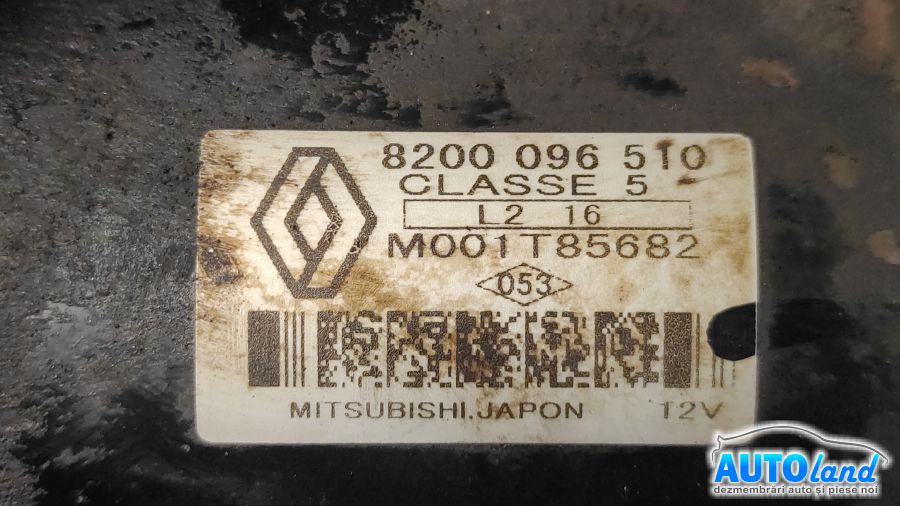 8200 096 510
CLASSE 5
L2 16
M001T85682
053
MITSUBISHI.JAPON 12V
AUTOland
dezmembrări auto și piese noi